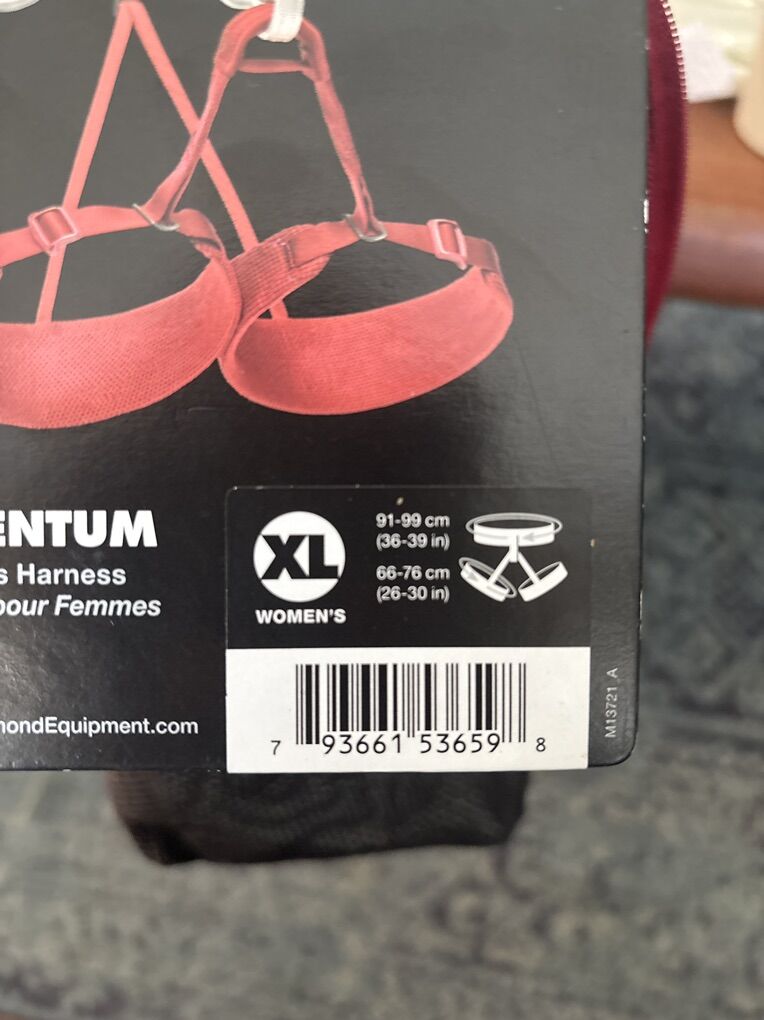 ENTUM
s Harness
pour Femmes
mondEquipment.com
XL
WOMEN'S
91-99 cm
(36-39 in)
66-76 cm
(26-30 in)
7 93661 53659 8
M13721_A